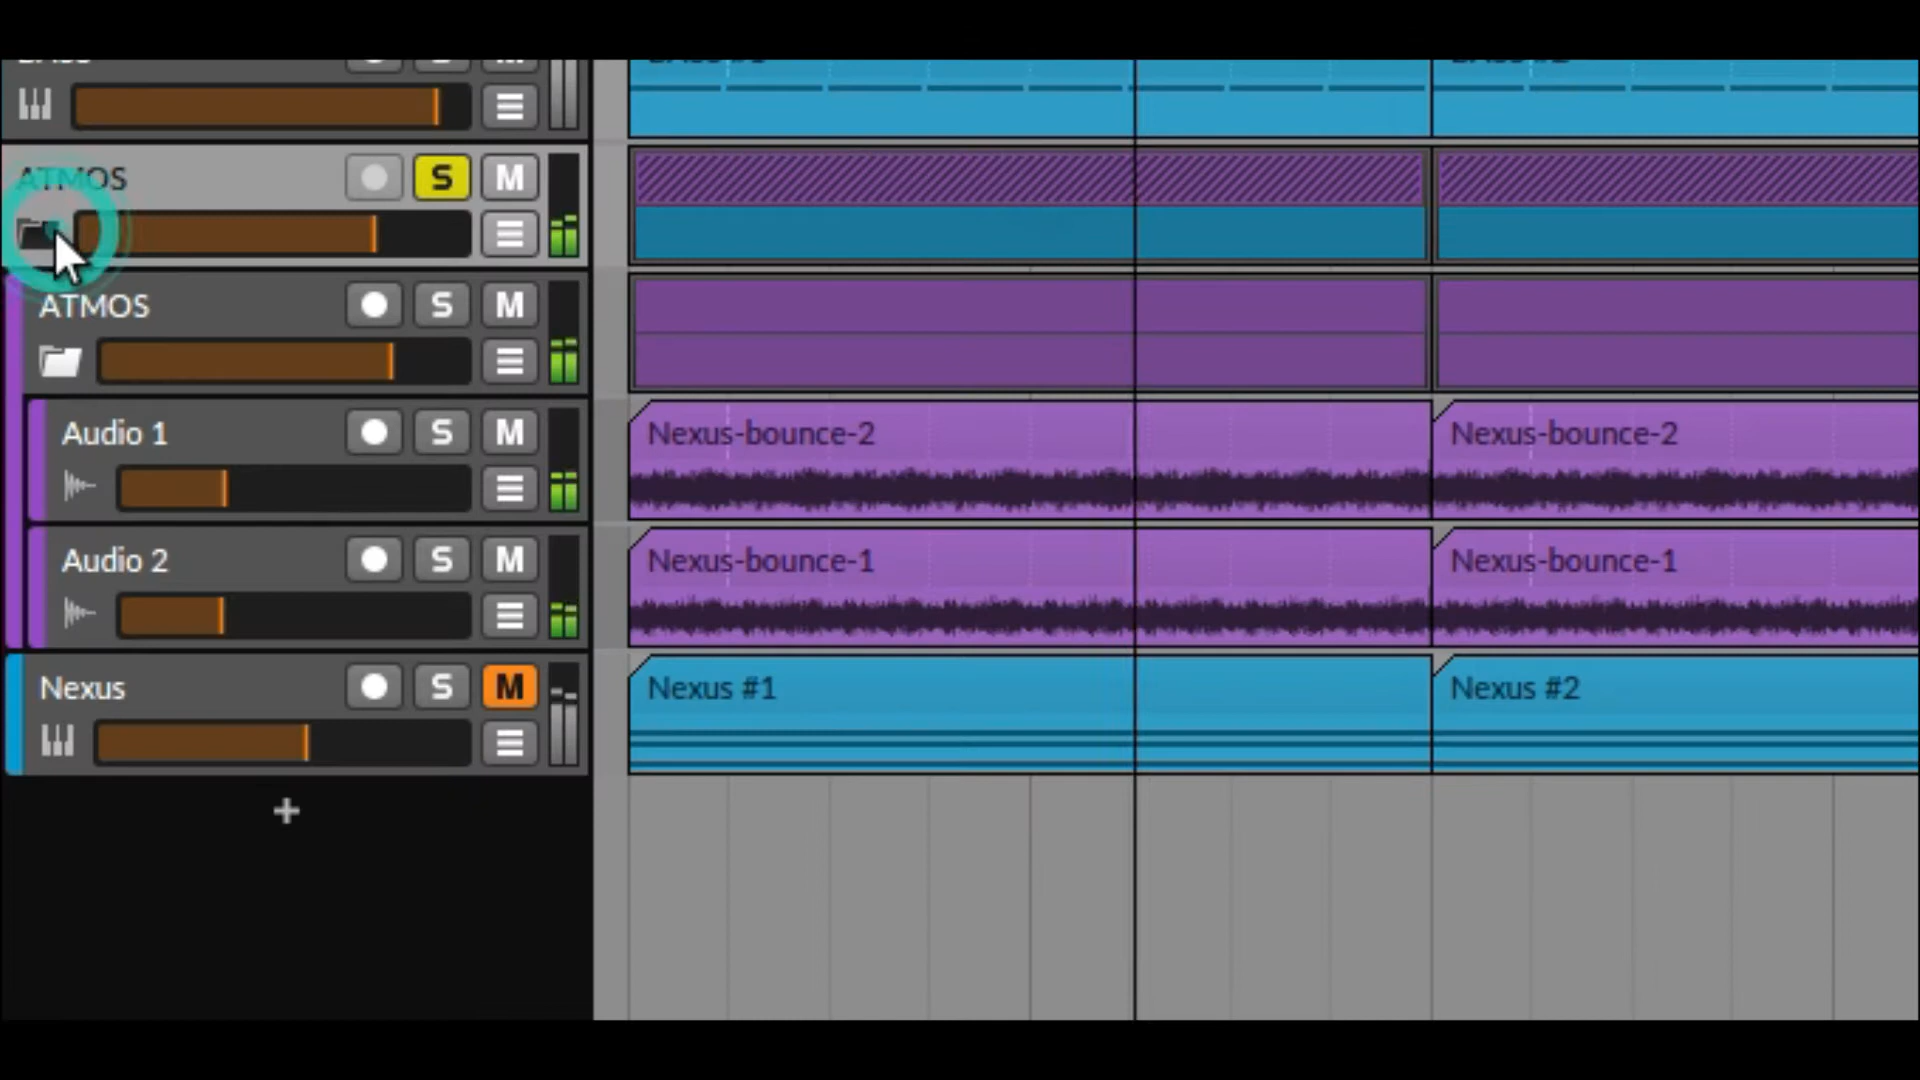 ATMOS S M
ATMOS S M
Audio 1 S M Nexus-bounce-2 Nexus-bounce-2
Audio 2 S M Nexus-bounce-1 Nexus-bounce-1
Nexus S M Nexus #1 Nexus #2
+